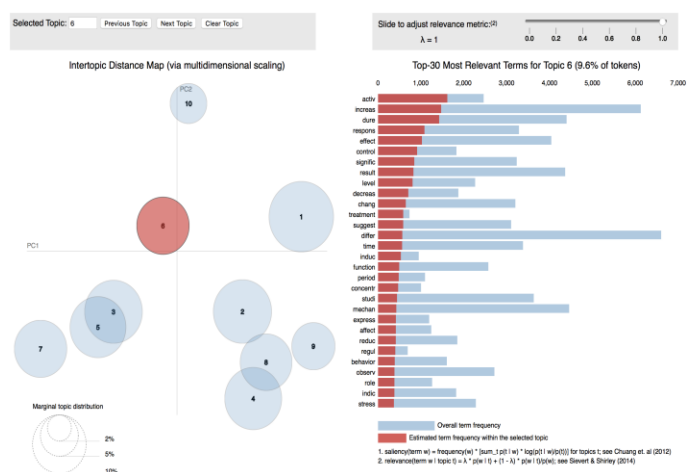 Selected Topic: 6 Previous Topic Next Topic Clear Topic
Slide to adjust relevance metric:(2)
λ = 1
0.0 0.2 0.4 0.6 0.8 1.0
Intertopic Distance Map (via multidimensional scaling)
PC2
10
6
1
PC1
3
5
2
7
9
8
4
Marginal topic distribution
2%
5%
10%
Top-30 Most Relevant Terms for Topic 6 (9.6% of tokens)
0 1,000 2,000 3,000 4,000 5,000 6,000 7,000
activ
increas
dure
respons
effect
control
signific
result
level
decreas
chang
treatment
suggest
differ
time
induc
function
period
concentr
studi
mechan
express
affect
reduc
regul
behavior
observ
role
indic
stress
Overall term frequency
Estimated term frequency within the selected topic
1. saliency(term w) = frequency(w) * [sum_t p(t | w) * log(p(t | w)/p(t))] for topics t; see Chuang et. al (2012)
2. relevance(term w | topic t) = λ * p(w | t) + (1 - λ) * p(w | t)/p(w); see Sievert & Shirley (2014)